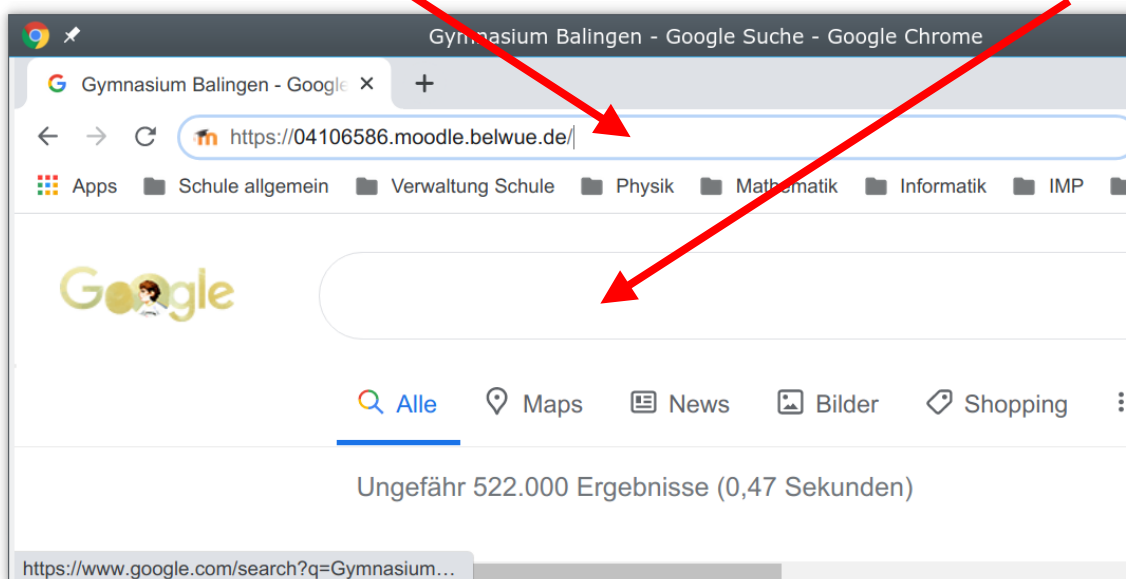 Gymnasium Balingen - Google Suche - Google Chrome
Gymnasium Balingen - Google
https://04106586.moodle.belwue.de/
Apps Schule allgemein Verwaltung Schule Physik Mathematik Informatik IMP
Google
Alle Maps News Bilder Shopping
Ungefähr 522.000 Ergebnisse (0,47 Sekunden)
https://www.google.com/search?q=Gymnasium...